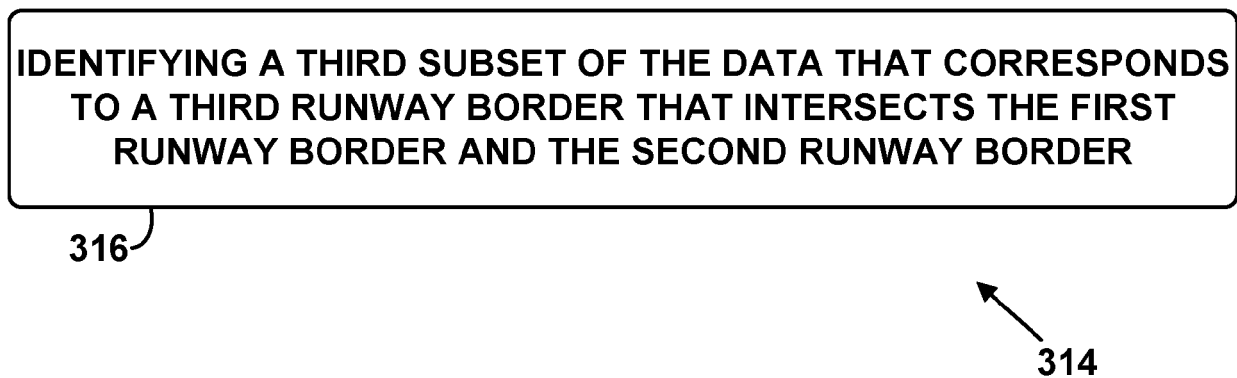 IDENTIFYING A THIRD SUBSET OF THE DATA THAT CORRESPONDS
TO A THIRD RUNWAY BORDER THAT INTERSECTS THE FIRST
RUNWAY BORDER AND THE SECOND RUNWAY BORDER
316
314